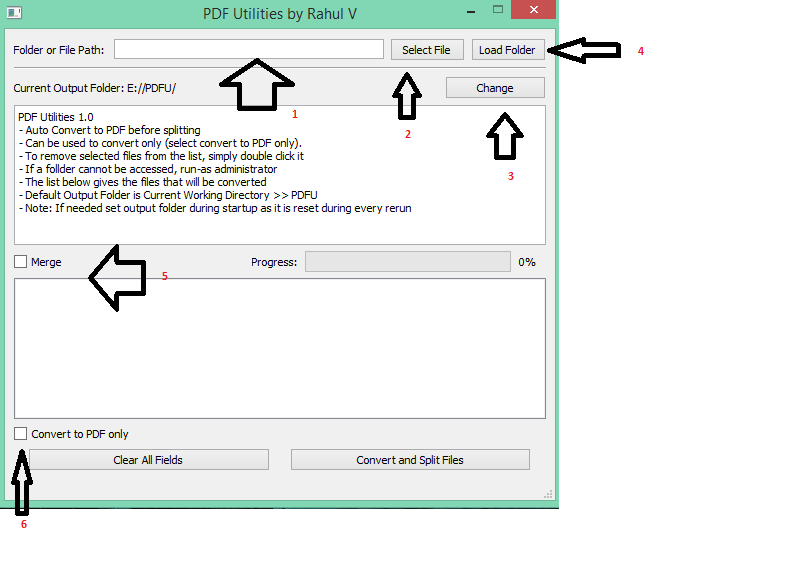 PDF Utilities by Rahul V
Folder or File Path: Select File Load Folder 4
Current Output Folder: E://PDFU/ Change
1
2
3
PDF Utilities 1.0
- Auto Convert to PDF before splitting
- Can be used to convert only (select convert to PDF only).
- To remove selected files from the list, simply double click it
- If a follder cannot be accessed, run-as administrator
- The list below gives the files that will be converted
- Default Output Folder is Current Working Directory >> PDFU
- Note: If needed set output folder during startup as it is reset during every rerun
Merge Progress: 0%
5
Convert to PDF only
Clear All Fields Convert and Split Files
6